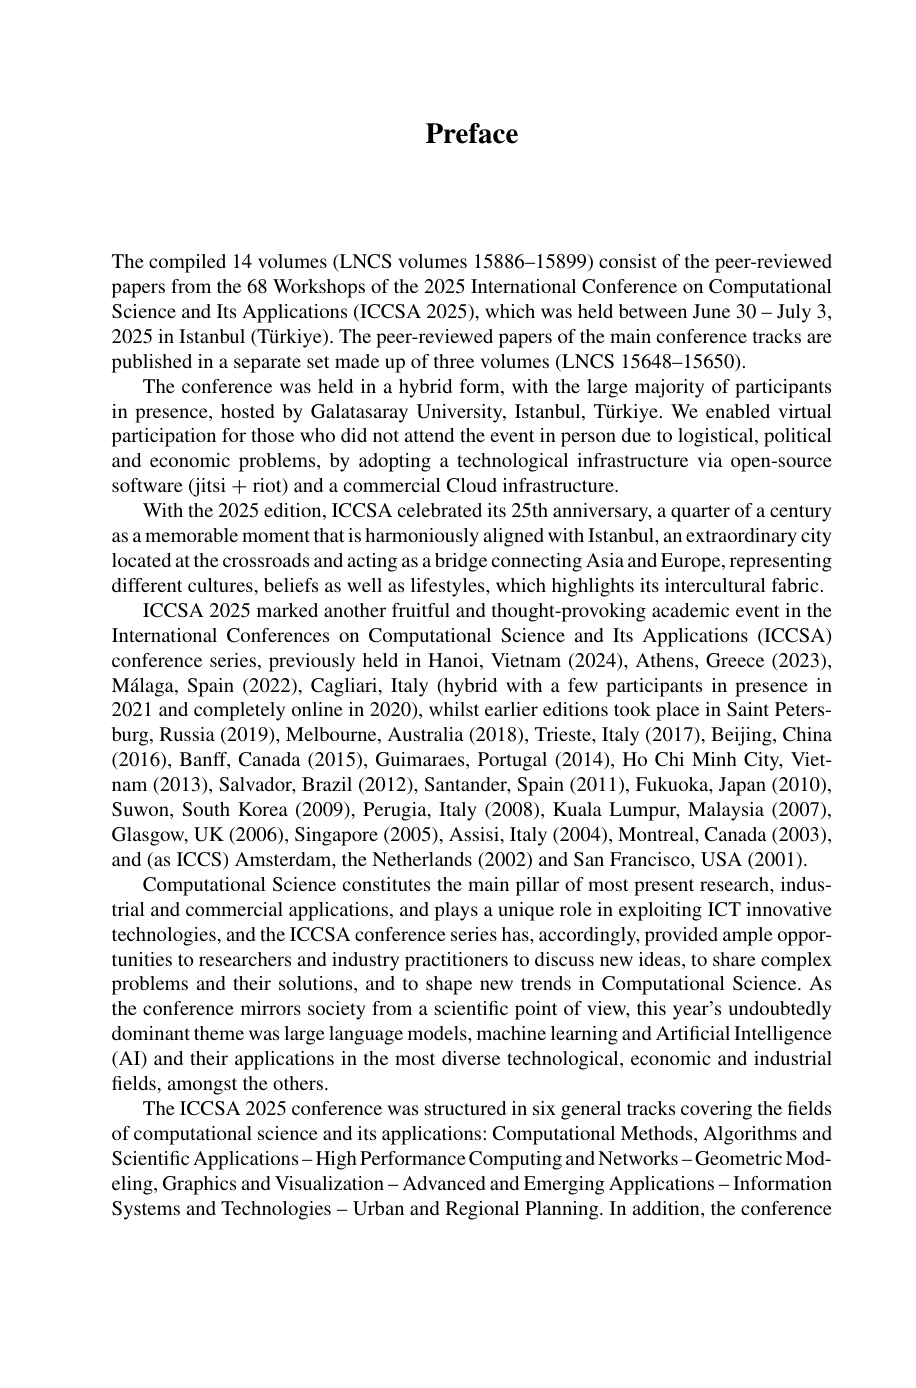 Preface
The compiled 14 volumes (LNCS volumes 15886–15899) consist of the peer-reviewed
papers from the 68 Workshops of the 2025 International Conference on Computational
Science and Its Applications (ICCSA 2025), which was held between June 30 – July 3,
2025 in Istanbul (Türkiye). The peer-reviewed papers of the main conference tracks are
published in a separate set made up of three volumes (LNCS 15648–15650).
The conference was held in a hybrid form, with the large majority of participants
in presence, hosted by Galatasaray University, Istanbul, Türkiye. We enabled virtual
participation for those who did not attend the event in person due to logistical, political
and economic problems, by adopting a technological infrastructure via open-source
software (jitsi + riot) and a commercial Cloud infrastructure.
With the 2025 edition, ICCSA celebrated its 25th anniversary, a quarter of a century
as a memorable moment that is harmoniously aligned with Istanbul, an extraordinary city
located at the crossroads and acting as a bridge connecting Asia and Europe, representing
different cultures, beliefs as well as lifestyles, which highlights its intercultural fabric.
ICCSA 2025 marked another fruitful and thought-provoking academic event in the
International Conferences on Computational Science and Its Applications (ICCSA)
conference series, previously held in Hanoi, Vietnam (2024), Athens, Greece (2023),
Málaga, Spain (2022), Cagliari, Italy (hybrid with a few participants in presence in
2021 and completely online in 2020), whilst earlier editions took place in Saint Peters-
burg, Russia (2019), Melbourne, Australia (2018), Trieste, Italy (2017), Beijing, China
(2016), Banff, Canada (2015), Guimaraes, Portugal (2014), Ho Chi Minh City, Viet-
nam (2013), Salvador, Brazil (2012), Santander, Spain (2011), Fukuoka, Japan (2010),
Suwon, South Korea (2009), Perugia, Italy (2008), Kuala Lumpur, Malaysia (2007),
Glasgow, UK (2006), Singapore (2005), Assisi, Italy (2004), Montreal, Canada (2003),
and (as ICCS) Amsterdam, the Netherlands (2002) and San Francisco, USA (2001).
Computational Science constitutes the main pillar of most present research, indus-
trial and commercial applications, and plays a unique role in exploiting ICT innovative
technologies, and the ICCSA conference series has, accordingly, provided ample oppor-
tunities to researchers and industry practitioners to discuss new ideas, to share complex
problems and their solutions, and to shape new trends in Computational Science. As
the conference mirrors society from a scientific point of view, this year's undoubtedly
dominant theme was large language models, machine learning and Artificial Intelligence
(AI) and their applications in the most diverse technological, economic and industrial
fields, amongst the others.
The ICCSA 2025 conference was structured in six general tracks covering the fields
of computational science and its applications: Computational Methods, Algorithms and
Scientific Applications – High Performance Computing and Networks – Geometric Mod-
eling, Graphics and Visualization – Advanced and Emerging Applications – Information
Systems and Technologies – Urban and Regional Planning. In addition, the conference